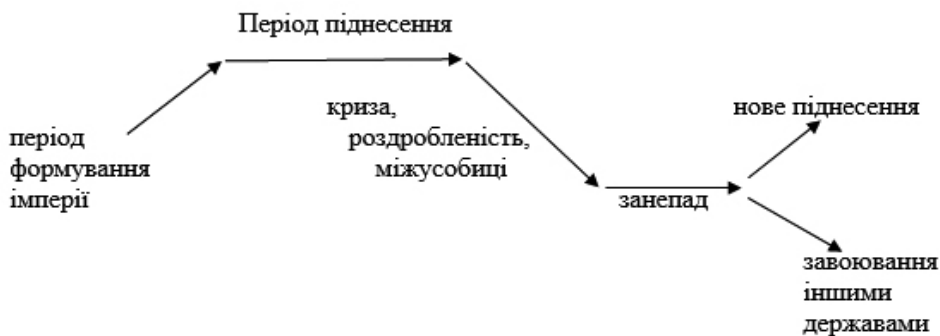 Період піднесення
період
формування
імперії
криза,
роздробленість,
міжусобиці
занепад
нове піднесення
завоювання
іншими
державами